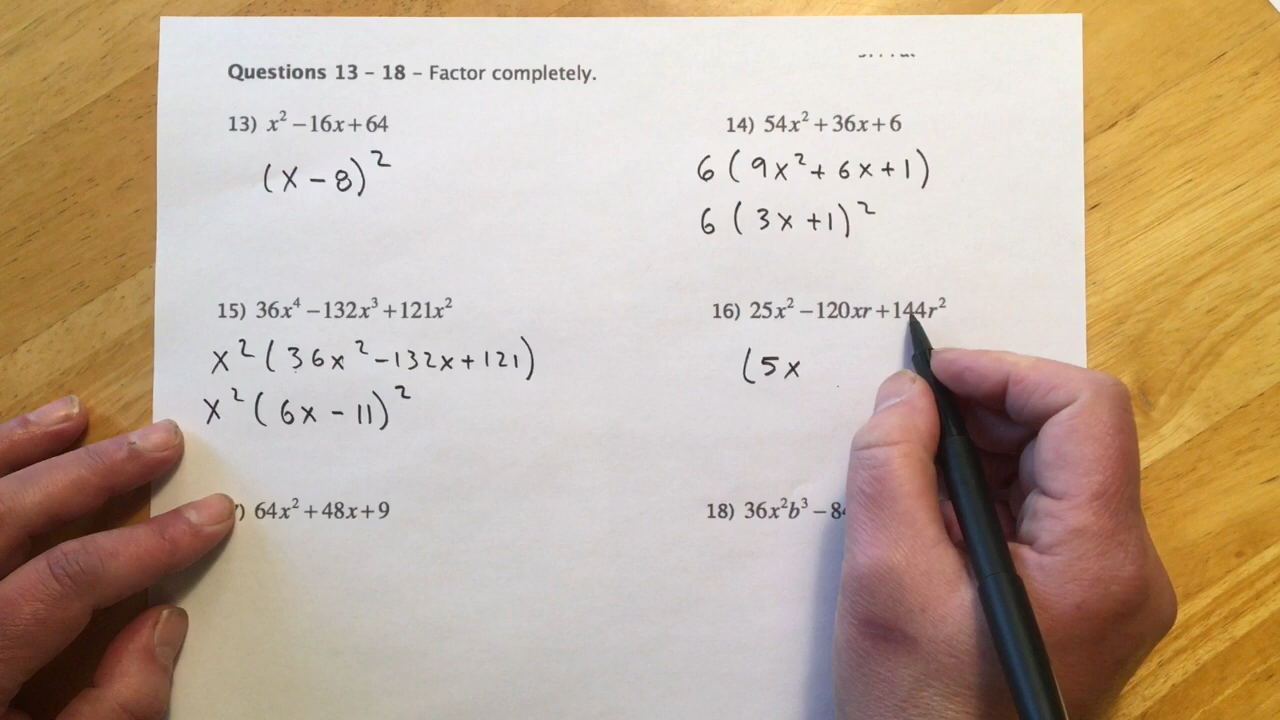 Questions 13 – 18 – Factor completely.
13) x² −16x+64
14) 54x² +36x+6
(x − 8)²
6(9x² + 6x + 1)
6(3x + 1)²
15) 36x⁴ −132x³ +121x²
16) 25x² −120xr+144r²
x²(36x² − 132x + 121)
(5x
x²(6x − 11)²
) 64x² +48x+9
18) 36x²b³ − 8